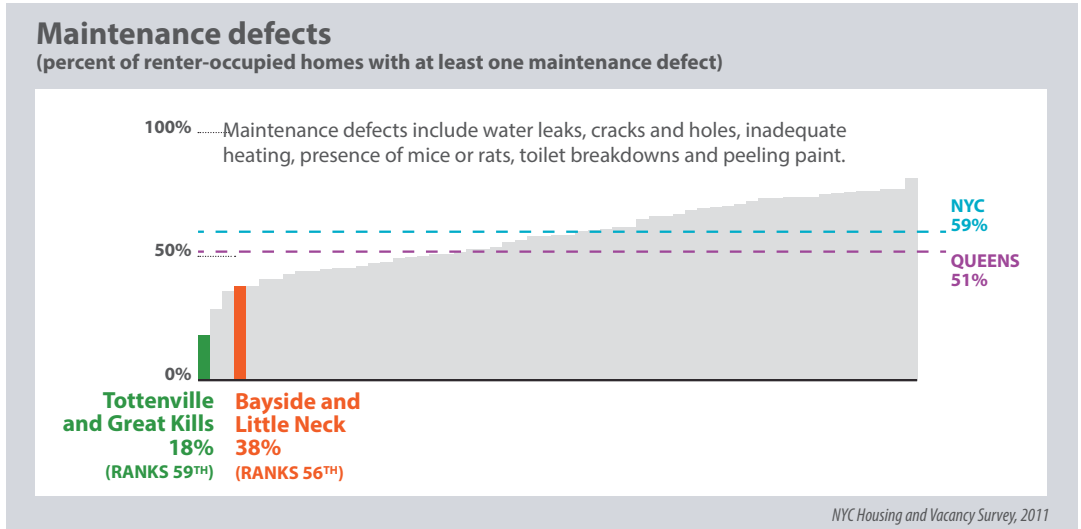 Maintenance defects
(percent of renter-occupied homes with at least one maintenance defect)
100%
Maintenance defects include water leaks, cracks and holes, inadequate
heating, presence of mice or rats, toilet breakdowns and peeling paint.
NYC
59%
50%
QUEENS
51%
0%
Tottenville
and Great Kills
18%
(RANKS 59TH)
Bayside and
Little Neck
38%
(RANKS 56TH)
NYC Housing and Vacancy Survey, 2011